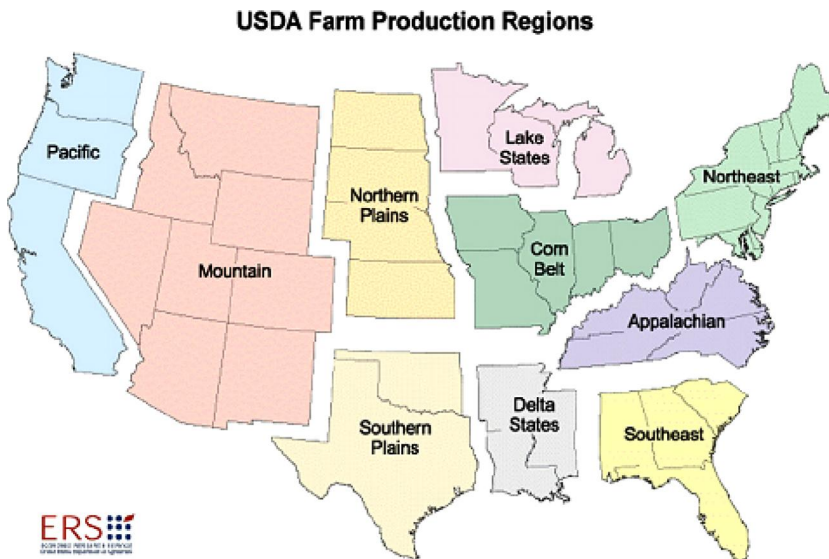 USDA Farm Production Regions
Pacific
Mountain
Northern
Plains
Lake
States
Corn
Belt
Northeast
Appalachian
Southern
Plains
Delta
States
Southeast
ERS